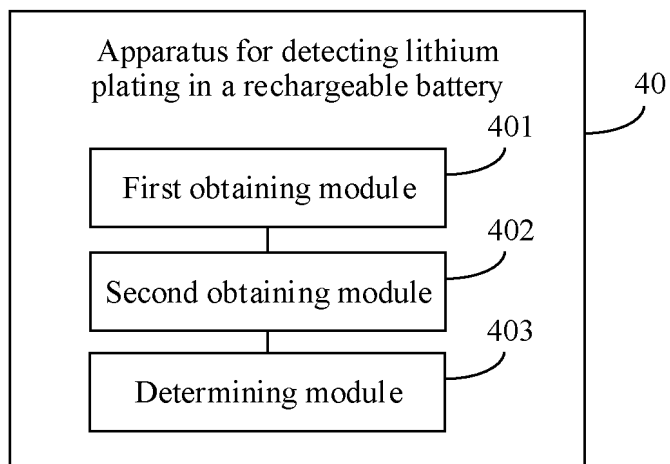 Apparatus for detecting lithium
plating in a rechargeable battery
40
401
First obtaining module
402
Second obtaining module
403
Determining module